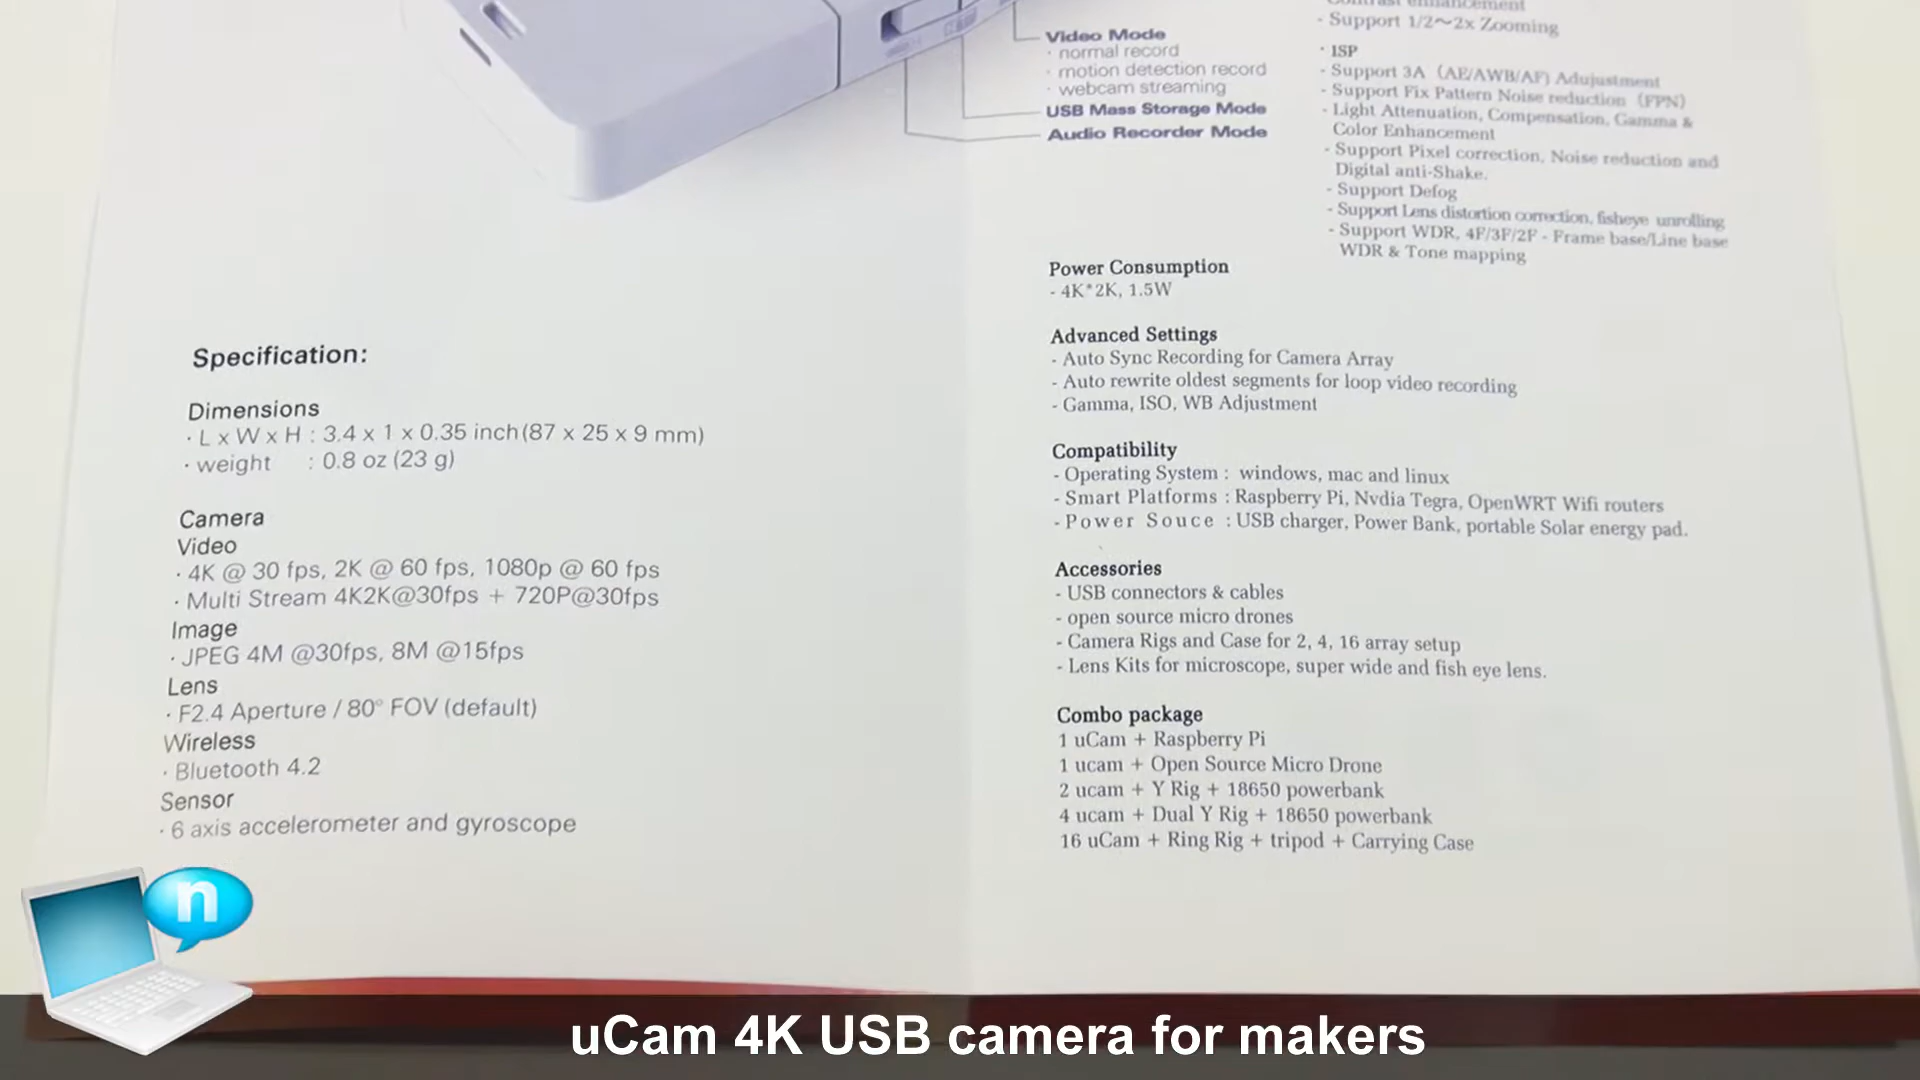 Video Mode
· normal record
· motion detection record
· webcam streaming
USB Mass Storage Mode
Audio Recorder Mode
Contrast enhancement
- Support 1/2~2x Zooming
· ISP
- Support 3A (AE/AWB/AF) Adujustment
- Support Fix Pattern Noise reduction (FPN)
- Light Attenuation, Compensation, Gamma &
Color Enhancement
- Support Pixel correction, Noise reduction and
Digital anti-Shake.
- Support Defog
- Support Lens distortion correction, fisheye unrolling
- Support WDR, 4F/3F/2F - Frame base/Line base
WDR & Tone mapping
Specification:
Dimensions
· L x W x H : 3.4 x 1 x 0.35 inch(87 x 25 x 9 mm)
· weight : 0.8 oz (23 g)
Camera
Video
· 4K @ 30 fps, 2K @ 60 fps, 1080p @ 60 fps
· Multi Stream 4K2K@30fps + 720P@30fps
Image
· JPEG 4M @30fps, 8M @15fps
Lens
· F2.4 Aperture / 80° FOV (default)
Wireless
· Bluetooth 4.2
Sensor
· 6 axis accelerometer and gyroscope
Power Consumption
- 4K*2K, 1.5W
Advanced Settings
- Auto Sync Recording for Camera Array
- Auto rewrite oldest segments for loop video recording
- Gamma, ISO, WB Adjustment
Compatibility
- Operating System : windows, mac and linux
- Smart Platforms : Raspberry Pi, Nvdia Tegra, OpenWRT Wifi routers
- Power Souce : USB charger, Power Bank, portable Solar energy pad.
Accessories
- USB connectors & cables
- open source micro drones
- Camera Rigs and Case for 2, 4, 16 array setup
- Lens Kits for microscope, super wide and fish eye lens.
Combo package
1 uCam + Raspberry Pi
1 ucam + Open Source Micro Drone
2 ucam + Y Rig + 18650 powerbank
4 ucam + Dual Y Rig + 18650 powerbank
16 uCam + Ring Rig + tripod + Carrying Case
n
uCam 4K USB camera for makers